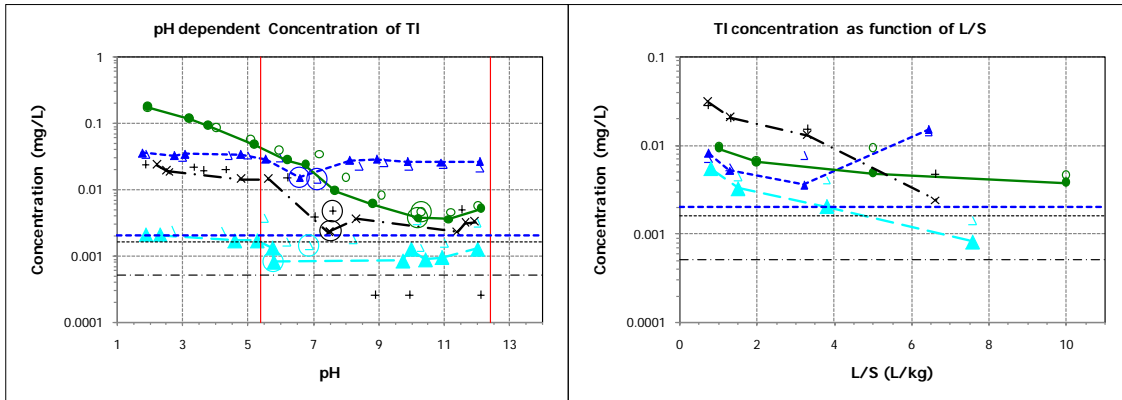 pH dependent Concentration of TI
Concentration (mg/L)
1
0.1
0.01
0.001
0.0001
1 3 5 7 9 11 13
pH
TI concentration as function of L/S
Concentration (mg/L)
0.1
0.01
0.001
0.0001
0 2 4 6 8 10
L/S (L/kg)